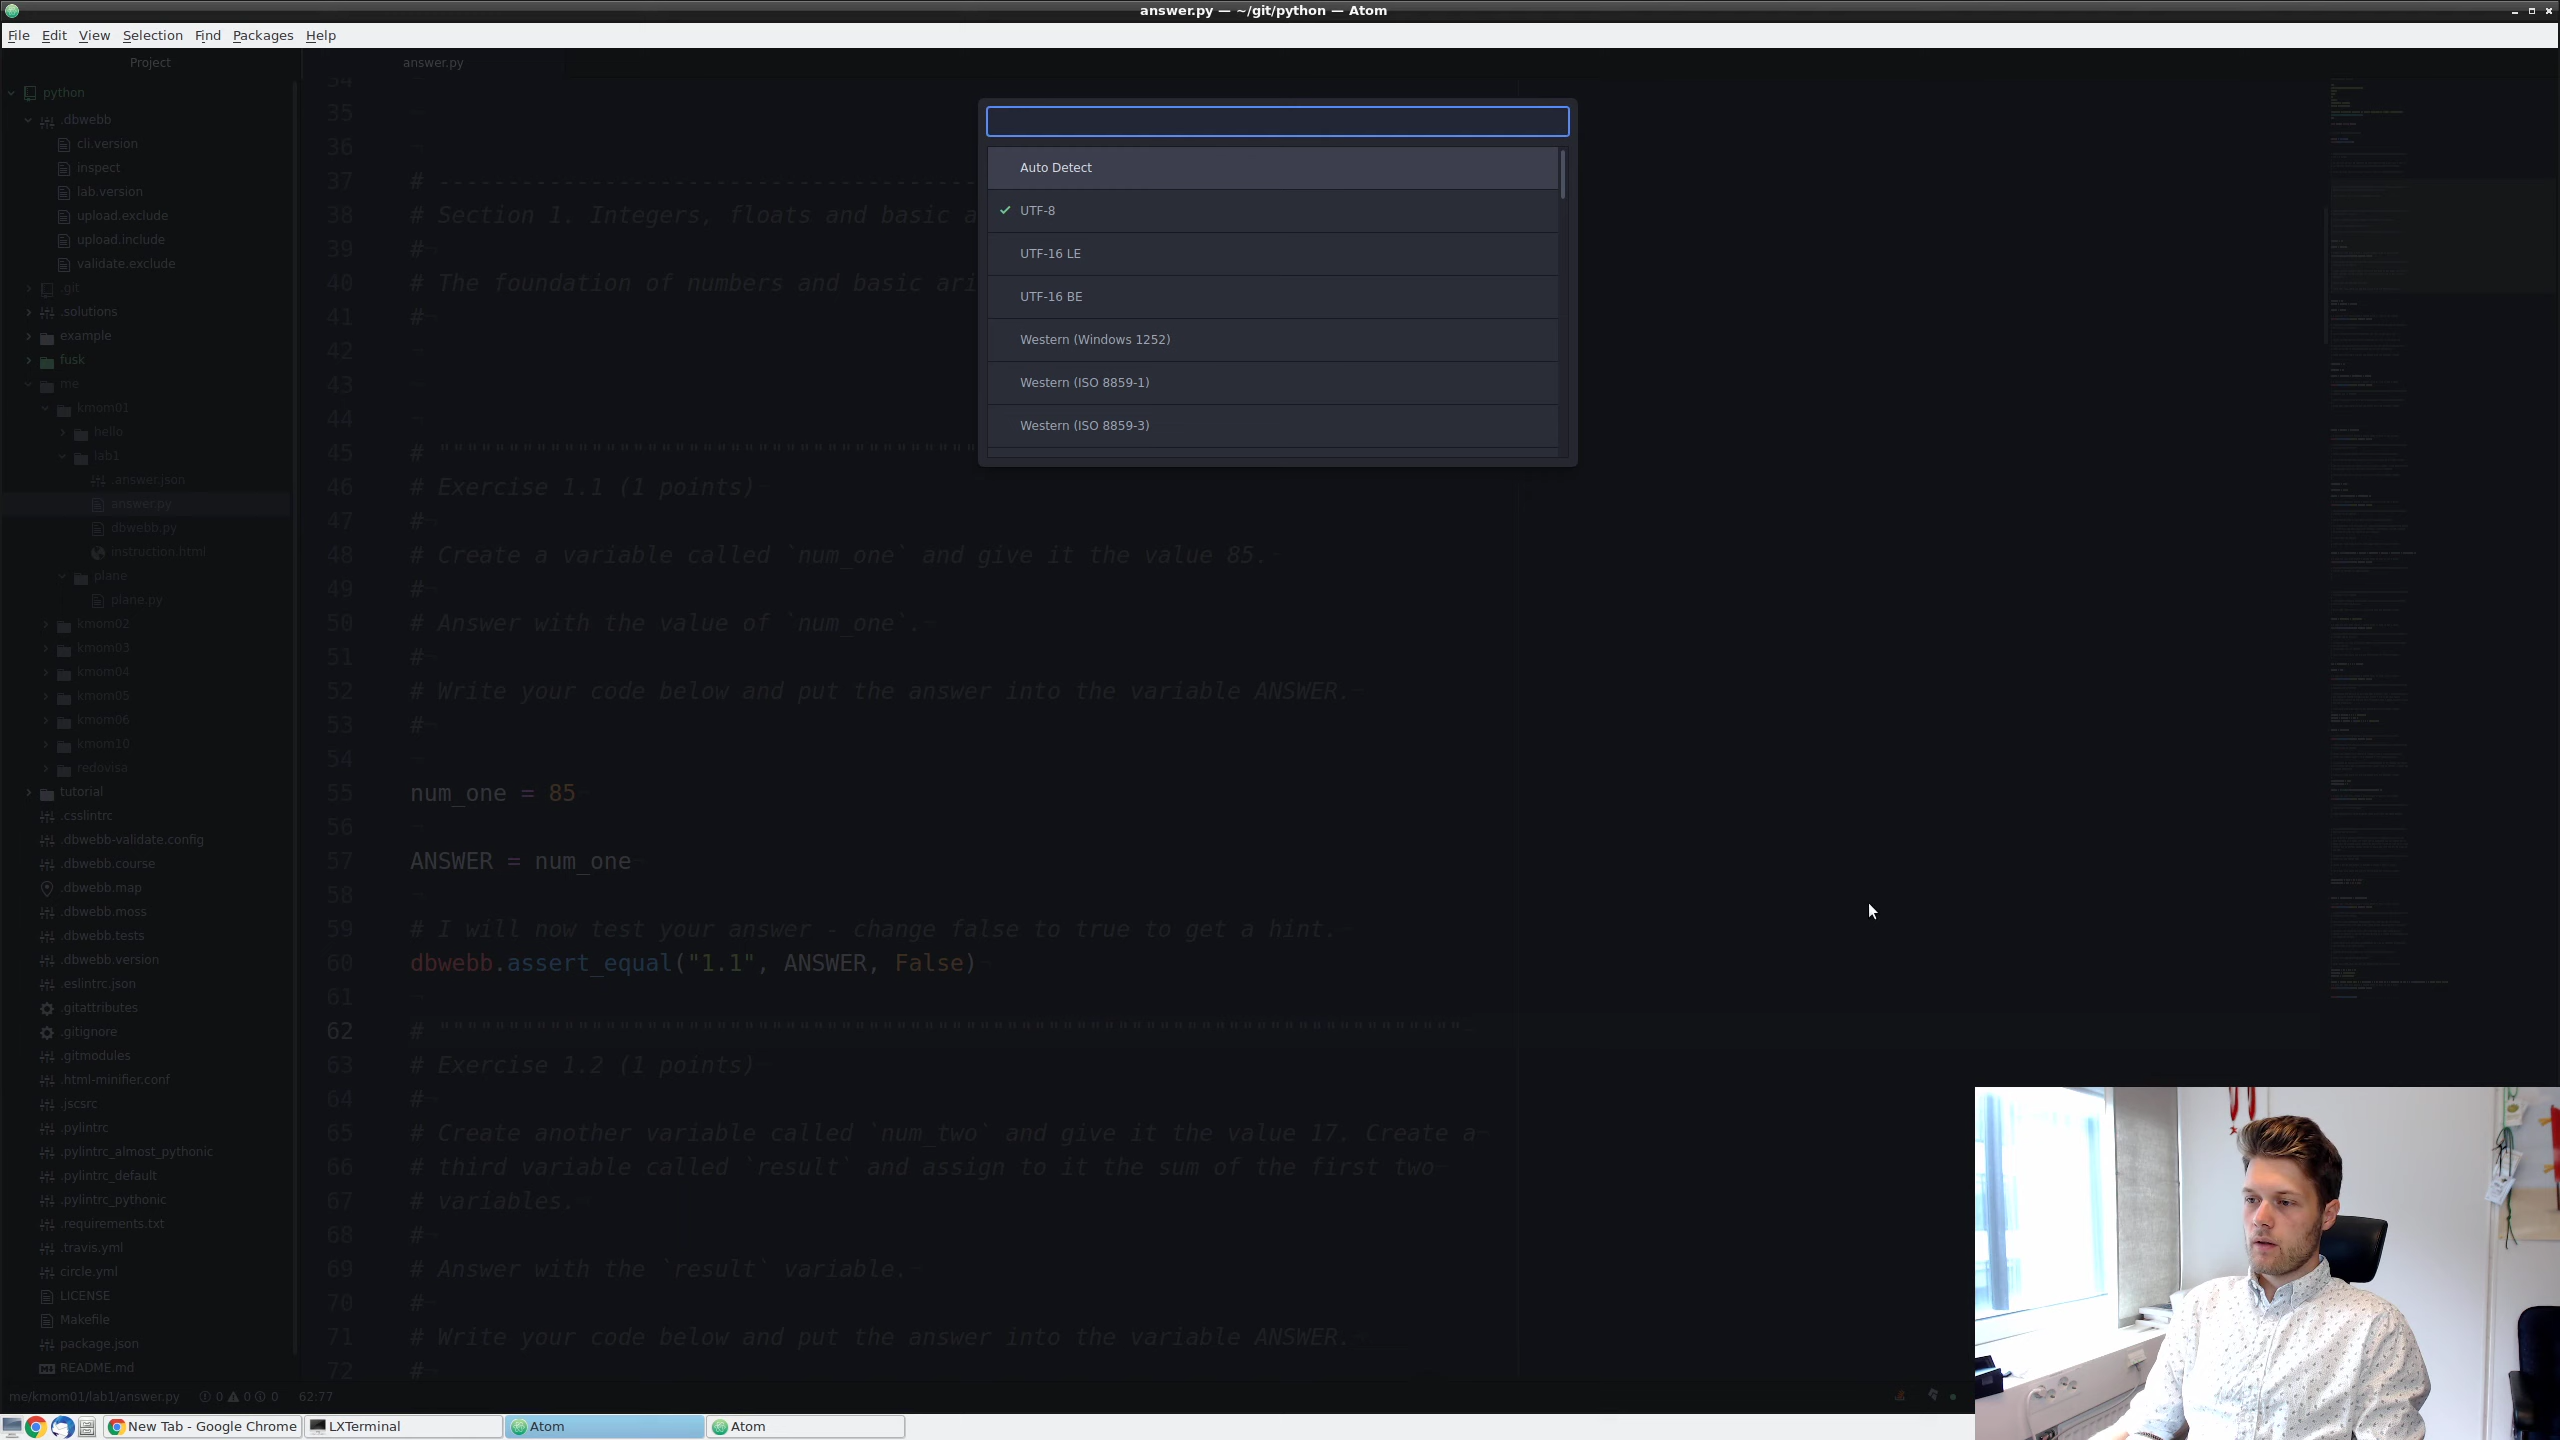 answer.py — ~/git/python — Atom
File Edit View Selection Find Packages Help
Project
answer.py
python
.dbwebb
cli.version
inspect
lab.version
upload.exclude
upload.include
validate.exclude
.git
.solutions
example
fusk
me
kmom01
hello
lab1
.answer.json
answer.py
dbwebb.py
instruction.html
plane
plane.py
kmom02
kmom03
kmom04
kmom05
kmom06
kmom10
redovisa
tutorial
.csslintrc
.dbwebb-validate.config
.dbwebb.course
.dbwebb.map
.dbwebb.moss
.dbwebb.tests
.dbwebb.version
.eslintrc.json
.gitattributes
.gitignore
.gitmodules
.html-minifier.conf
.jscsrc
.pylintrc
.pylintrc_almost_pythonic
.pylintrc_default
.pylintrc_pythonic
.requirements.txt
.travis.yml
circle.yml
LICENSE
Makefile
package.json
README.md
34
35
36
37 # ---------------------------------------
38 # Section 1. Integers, floats and basic a
39 #
40 # The foundation of numbers and basic ari
41 #
42
43
44
45 # """""""""""""""""""""""""""""""""""""""
46 # Exercise 1.1 (1 points)
47 #
48 # Create a variable called `num_one` and give it the value 85.
49 #
50 # Answer with the value of `num_one`.
51 #
52 # Write your code below and put the answer into the variable ANSWER.
53 #
54
55 num_one = 85
56
57 ANSWER = num_one
58
59 # I will now test your answer - change false to true to get a hint.
60 dbwebb.assert_equal("1.1", ANSWER, False)
61
62 # """"""""""""""""""""""""""""""""""""""""""""""""""""""""""""""""""""""""""
63 # Exercise 1.2 (1 points)
64 #
65 # Create another variable called `num_two` and give it the value 17. Create a
66 # third variable called `result` and assign to it the sum of the first two
67 # variables.
68 #
69 # Answer with the `result` variable.
70 #
71 # Write your code below and put the answer into the variable ANSWER.
72 #
Auto Detect
UTF-8
UTF-16 LE
UTF-16 BE
Western (Windows 1252)
Western (ISO 8859-1)
Western (ISO 8859-3)
me/kmom01/lab1/answer.py 0 0 0 62:77
New Tab - Google Chrome LXTerminal Atom Atom